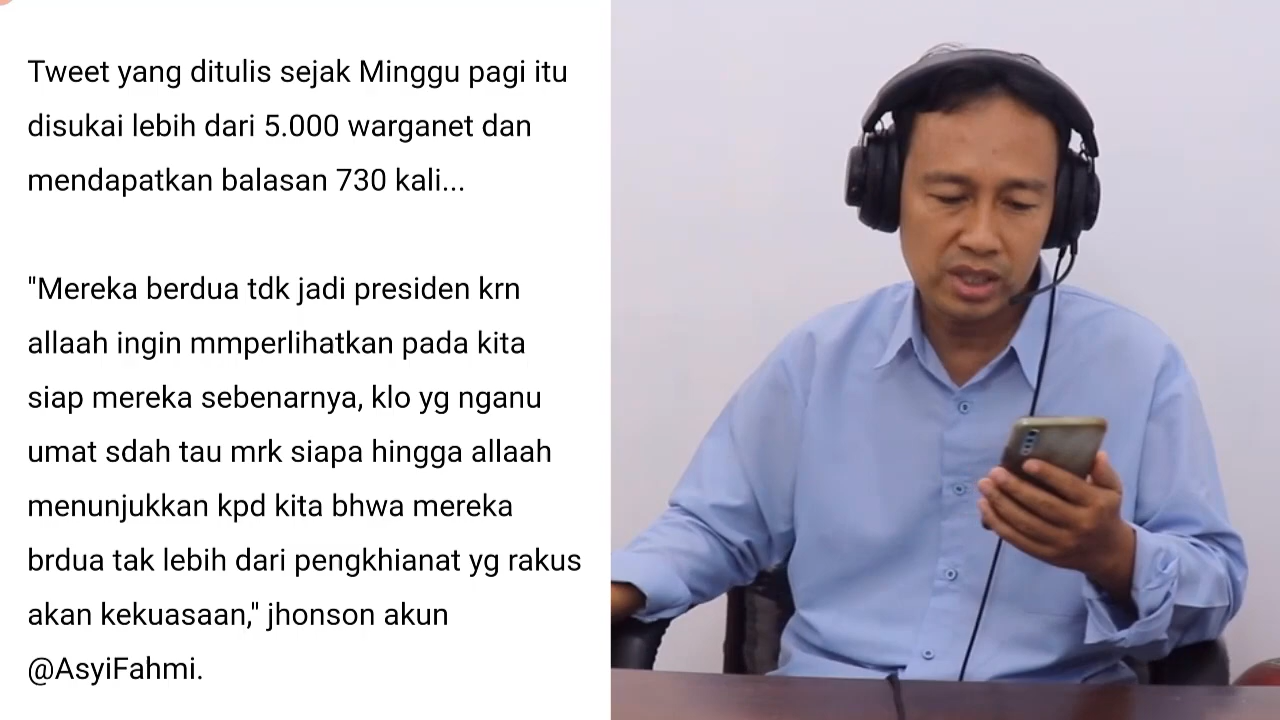 Tweet yang ditulis sejak Minggu pagi itu
disukai lebih dari 5.000 warganet dan
mendapatkan balasan 730 kali...
"Mereka berdua tdk jadi presiden krn
allaah ingin mmperlihatkan pada kita
siap mereka sebenarnya, klo yg nganu
umat sdah tau mrk siapa hingga allaah
menunjukkan kpd kita bhwa mereka
brdua tak lebih dari pengkhianat yg rakus
akan kekuasaan," jhonson akun
@AsyiFahmi.